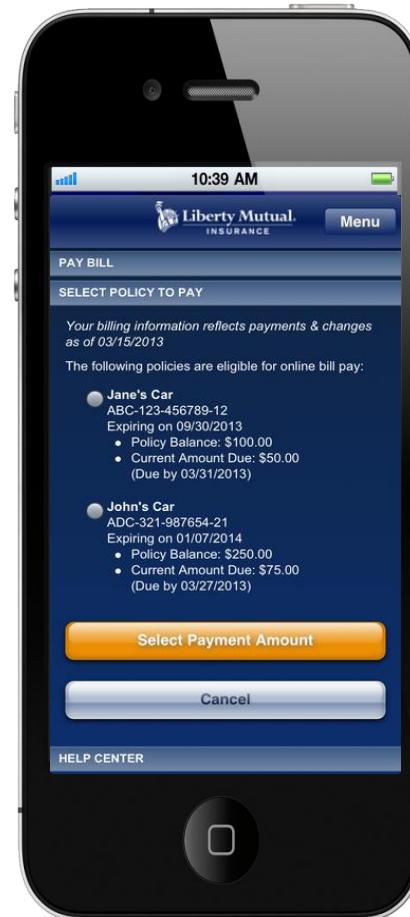 10:39 AM
Liberty Mutual.
INSURANCE
Menu
PAY BILL
SELECT POLICY TO PAY
Your billing information reflects payments & changes
as of 03/15/2013
The following policies are eligible for online bill pay:
Jane's Car
ABC-123-456789-12
Expiring on 09/30/2013
• Policy Balance: $100.00
• Current Amount Due: $50.00
(Due by 03/31/2013)
John's Car
ADC-321-987654-21
Expiring on 01/07/2014
• Policy Balance: $250.00
• Current Amount Due: $75.00
(Due by 03/27/2013)
Select Payment Amount
Cancel
HELP CENTER